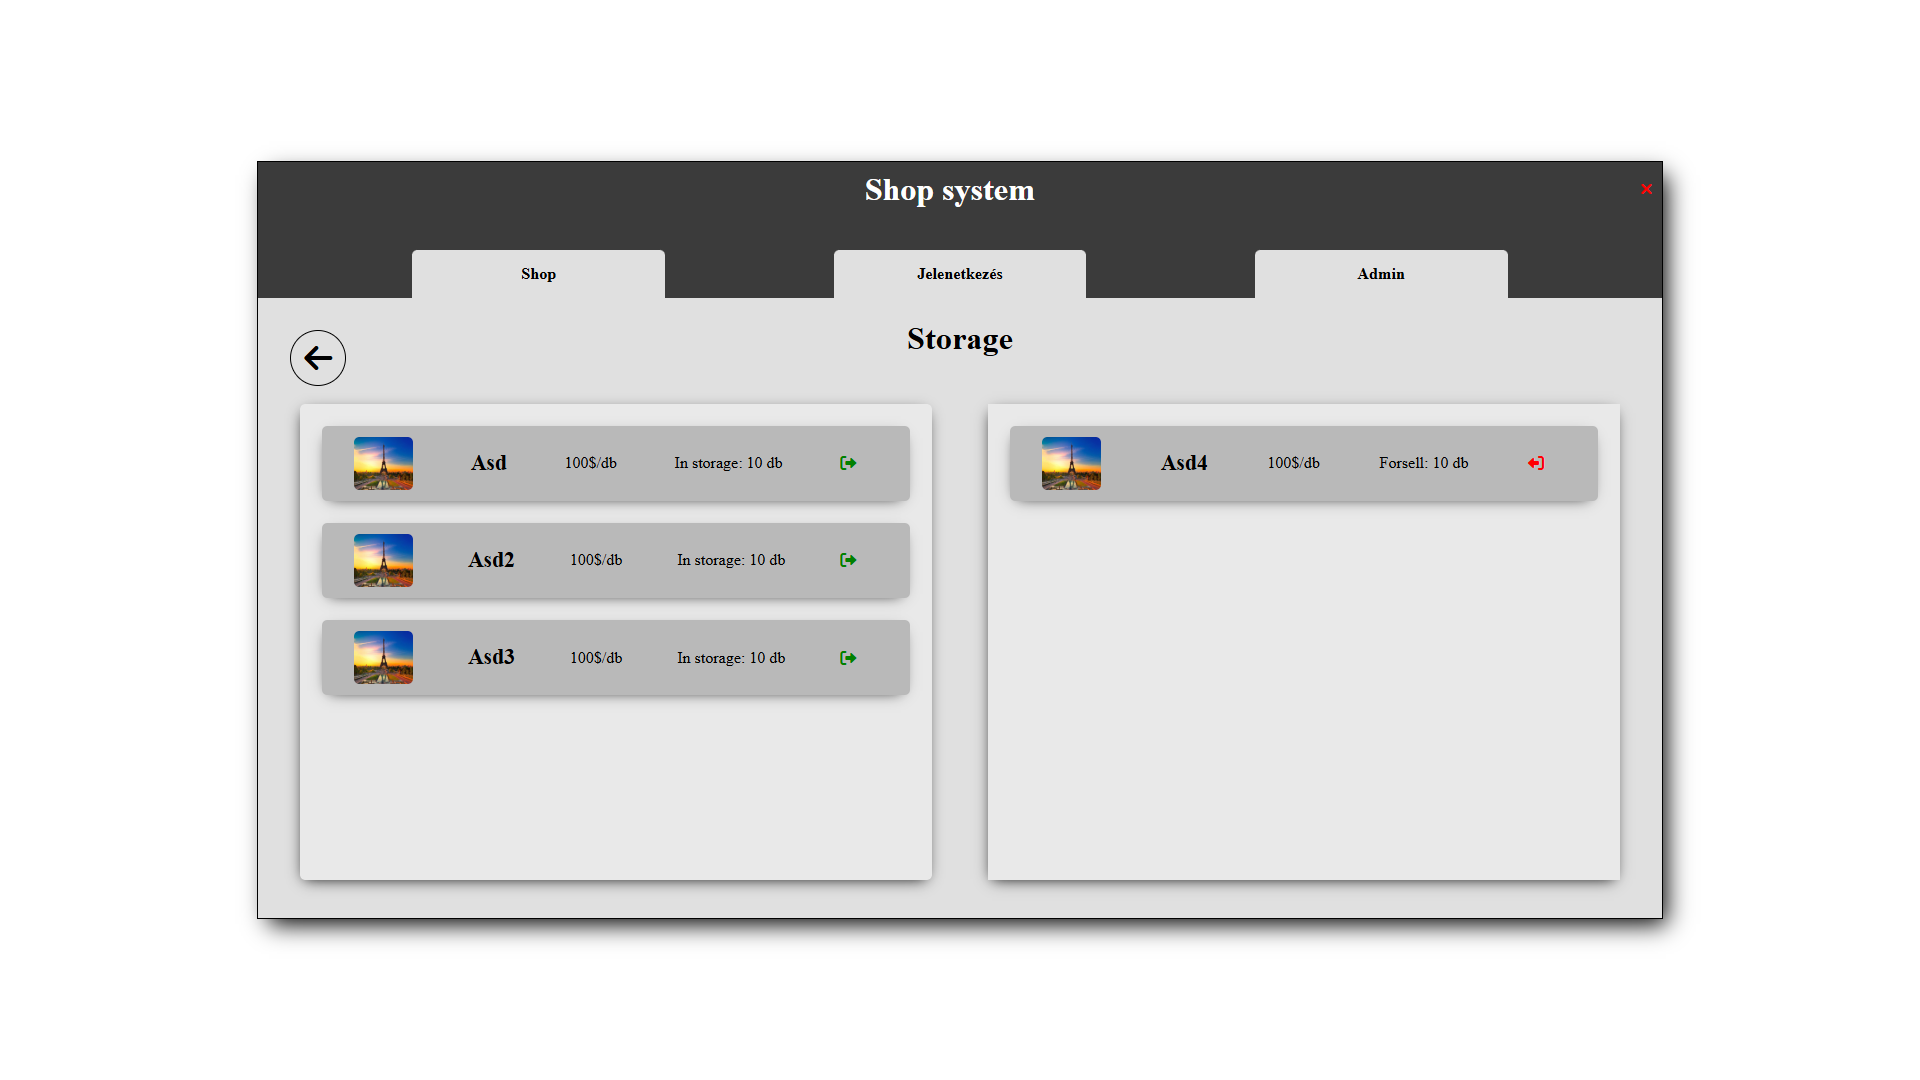 Shop system
Shop
Jelenetkezés
Admin
Storage
Asd 100$/db In storage: 10 db
Asd2 100$/db In storage: 10 db
Asd3 100$/db In storage: 10 db
Asd4 100$/db Forsell: 10 db